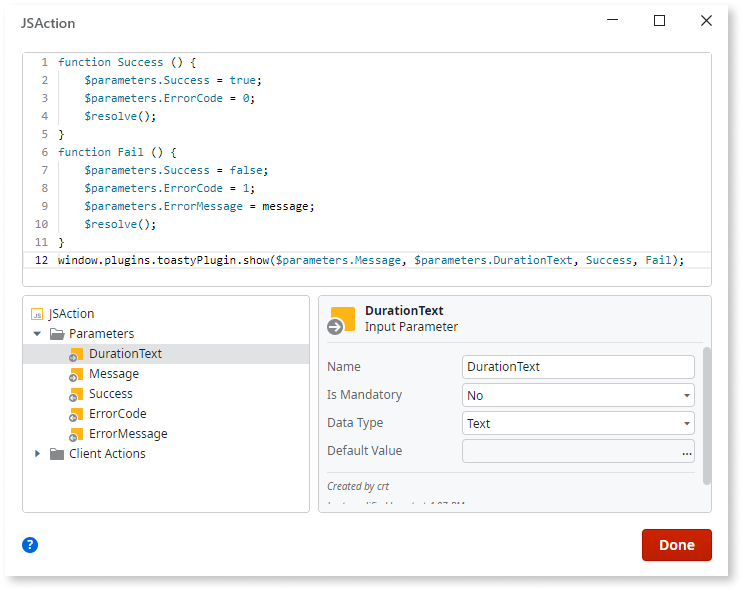 JSAction
1 function Success () {
2 $parameters.Success = true;
3 $parameters.ErrorCode = 0;
4 $resolve();
5 }
6 function Fail () {
7 $parameters.Success = false;
8 $parameters.ErrorCode = 1;
9 $parameters.ErrorMessage = message;
10 $resolve();
11 }
12 window.plugins.toastyPlugin.show($parameters.Message, $parameters.DurationText, Success, Fail);
JS JSAction
Parameters
DurationText
Message
Success
ErrorCode
ErrorMessage
Client Actions
DurationText
Input Parameter
Name DurationText
Is Mandatory No
Data Type Text
Default Value ...
Created by crt
?
Done